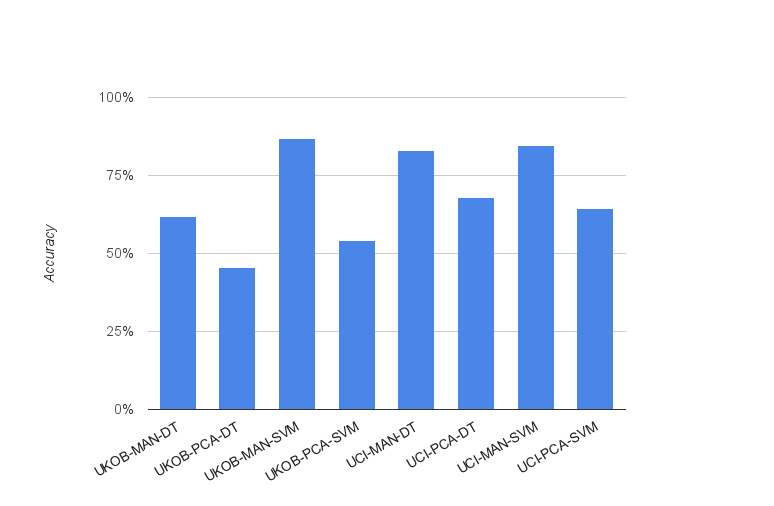 100%
75%
50%
25%
0%
Accuracy
UKOB-MAN-DT
UKOB-PCA-DT
UKOB-MAN-SVM
UKOB-PCA-SVM
UCI-MAN-DT
UCI-PCA-DT
UCI-MAN-SVM
UCI-PCA-SVM